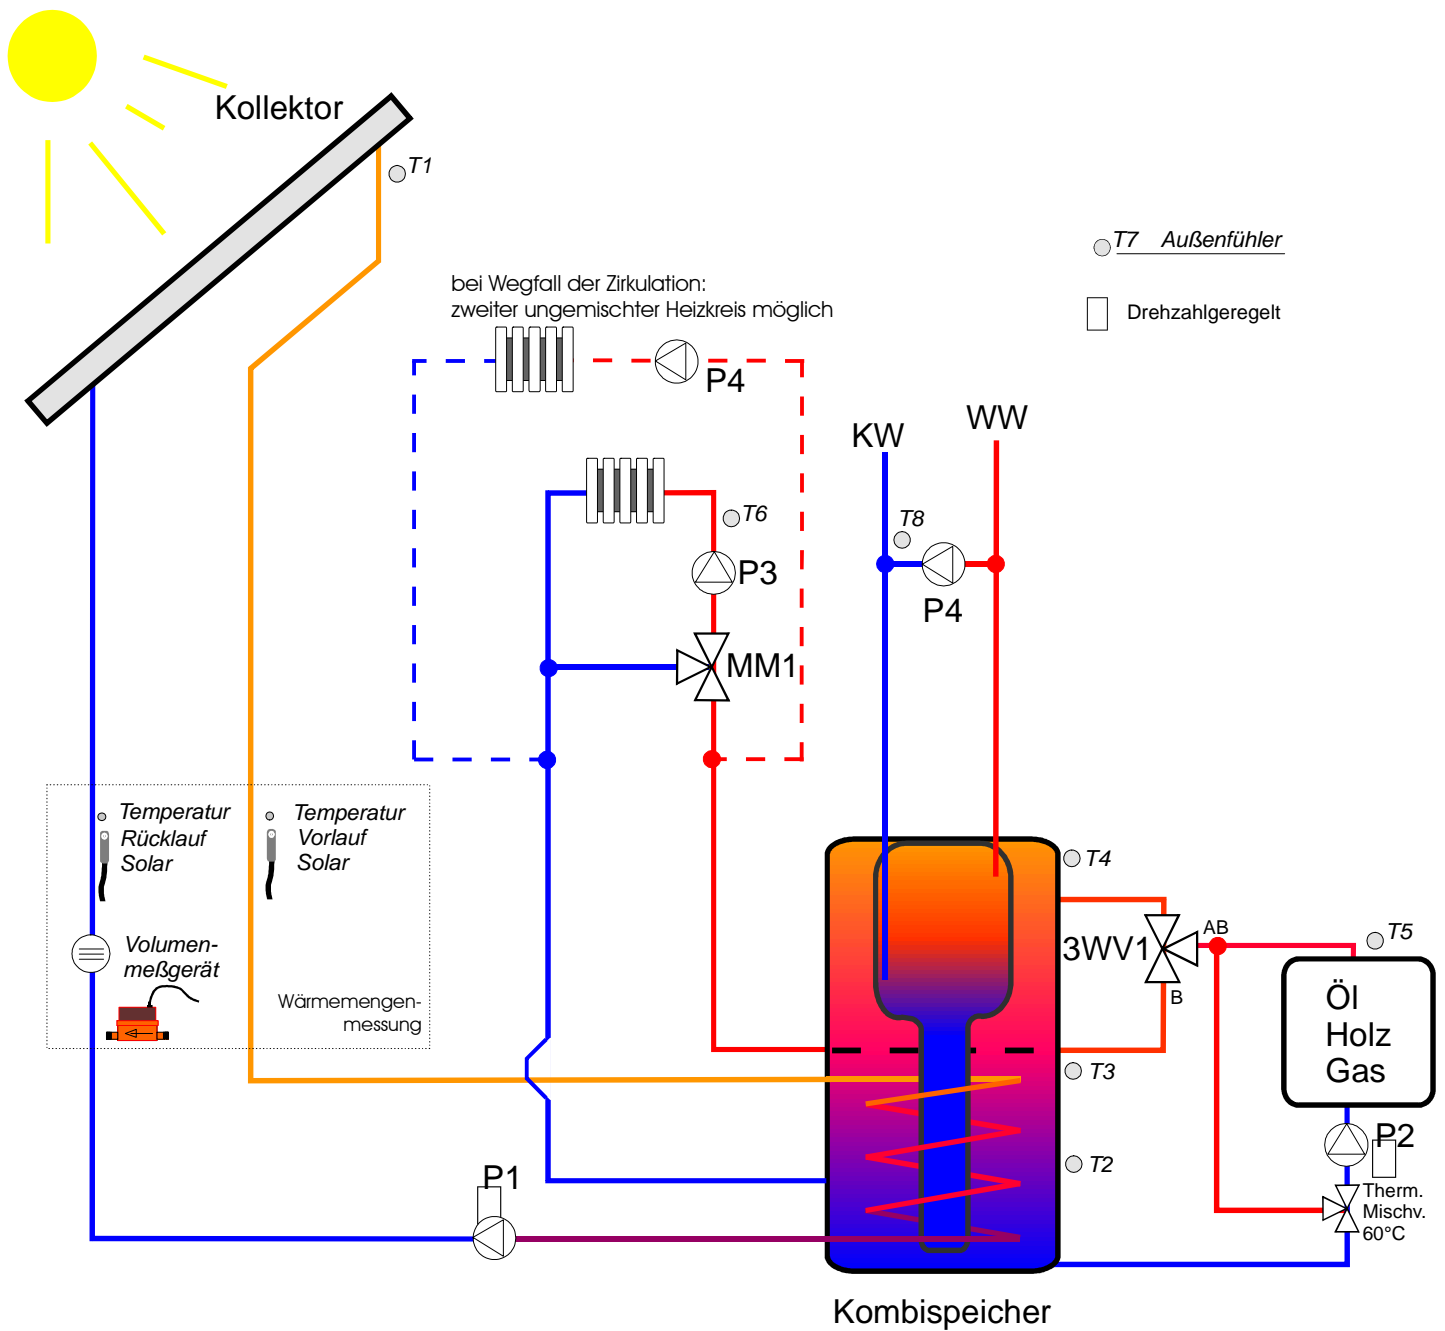 Kollektor
T1
T7 Außenfühler
bei Wegfall der Zirkulation:
zweiter ungemischter Heizkreis möglich
Drehzahlgeregelt
P4
KW
WW
T6
T8
P3
P4
MM1
Temperatur
Rücklauf
Solar
Temperatur
Vorlauf
Solar
T4
Volumen-
meßgerät
Wärmemengen-
messung
3WV1
AB
B
T5
Öl
Holz
Gas
T3
P2
T2
P1
Therm.
Mischv.
60°C
Kombispeicher